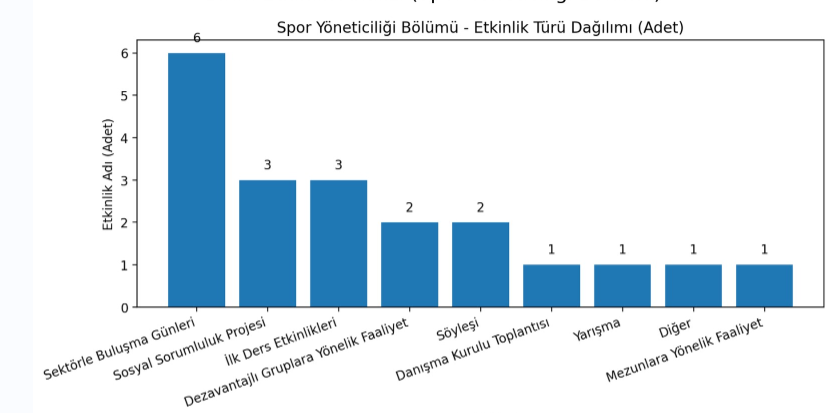 Spor Yöneticiliği Bölümü - Etkinlik Türü Dağılımı (Adet)
Etkinlik Adı (Adet)
6
5
4
3
2
1
0
6
3
3
2
2
1
1
1
1
Sektörle Buluşma Günleri
Sosyal Sorumluluk Projesi
İlk Ders Etkinlikleri
Dezavantajlı Gruplara Yönelik Faaliyet
Söyleşi
Danışma Kurulu Toplantısı
Yarışma
Diğer
Mezunlara Yönelik Faaliyet